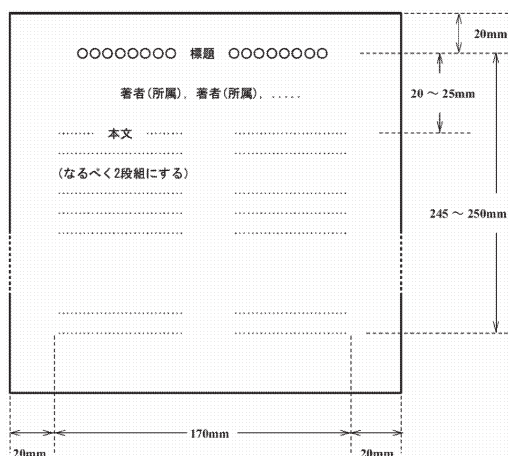 20mm
○○○○○○○○ 標題 ○○○○○○○○
著者(所属), 著者(所属), .....
20 ～ 25mm
本文
(なるべく2段組にする)
245 ～ 250mm
170mm
20mm
20mm